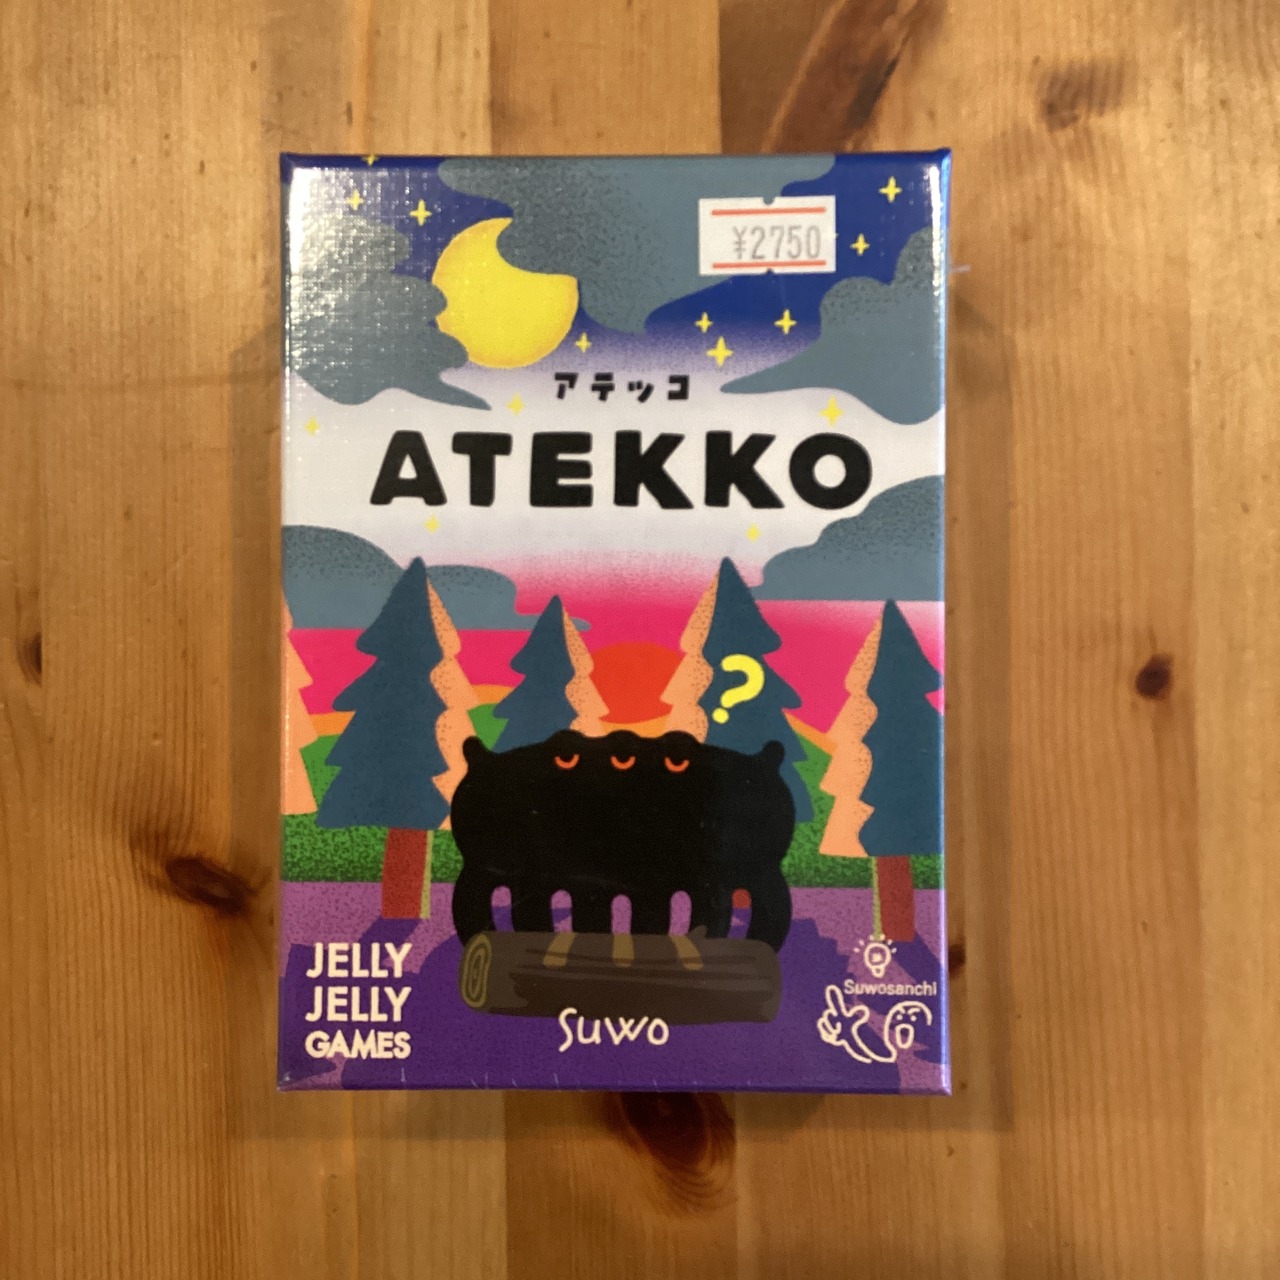 ¥2750
アテッコ
ATEKKO
?
JELLY
JELLY
GAMES
Suwo
Suwosanchi